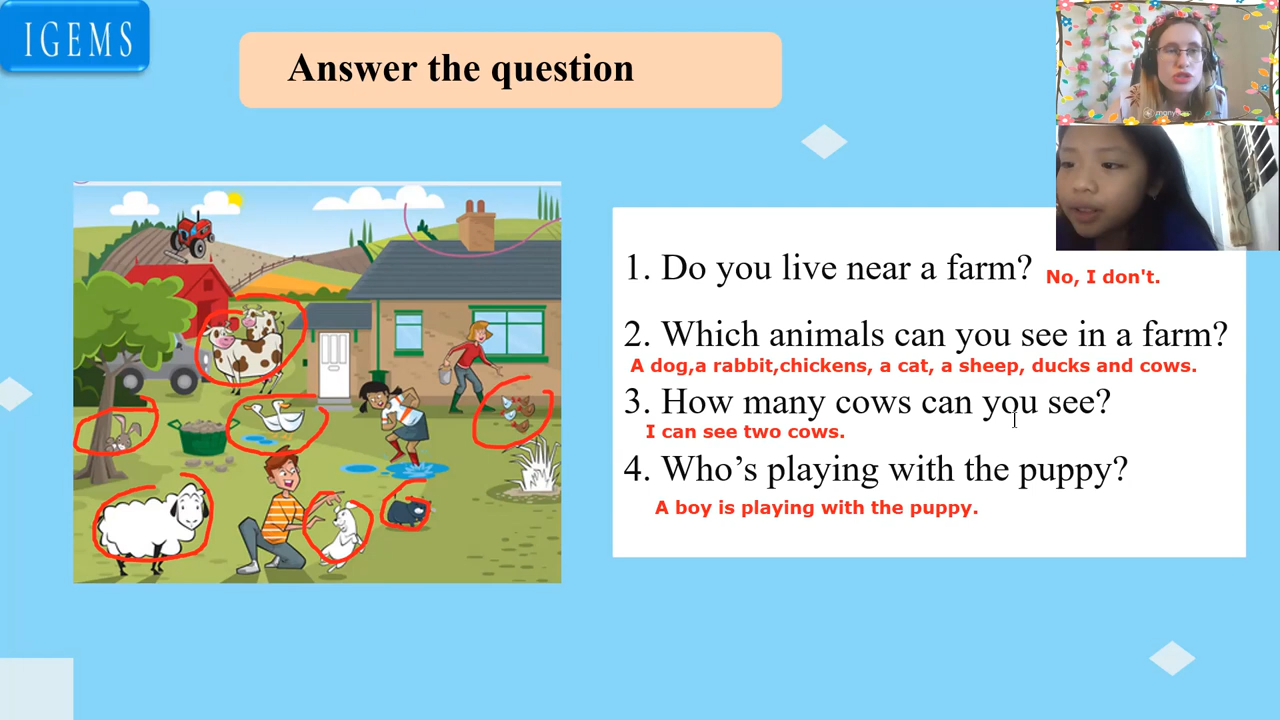 IGEMS
Answer the question
1. Do you live near a farm? No, I don't.
2. Which animals can you see in a farm?
A dog,a rabbit,chickens, a cat, a sheep, ducks and cows.
3. How many cows can you see?
I can see two cows.
4. Who’s playing with the puppy?
A boy is playing with the puppy.